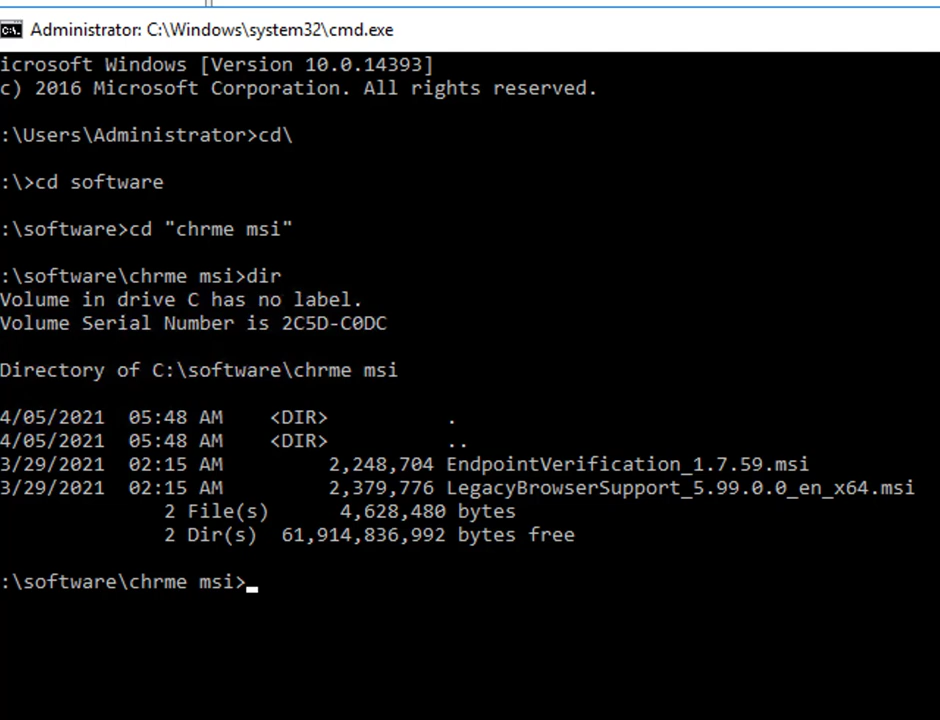 Administrator: C:\Windows\system32\cmd.exe
icrosoft Windows [Version 10.0.14393]
c) 2016 Microsoft Corporation. All rights reserved.
:\Users\Administrator>cd\
:\>cd software
:\software>cd "chrme msi"
:\software\chrme msi>dir
Volume in drive C has no label.
Volume Serial Number is 2C5D-C0DC
Directory of C:\software\chrme msi
4/05/2021  05:48 AM    <DIR>          .
4/05/2021  05:48 AM    <DIR>          ..
3/29/2021  02:15 AM         2,248,704 EndpointVerification_1.7.59.msi
3/29/2021  02:15 AM         2,379,776 LegacyBrowserSupport_5.99.0.0_en_x64.msi
2 File(s)      4,628,480 bytes
2 Dir(s)  61,914,836,992 bytes free
:\software\chrme msi>